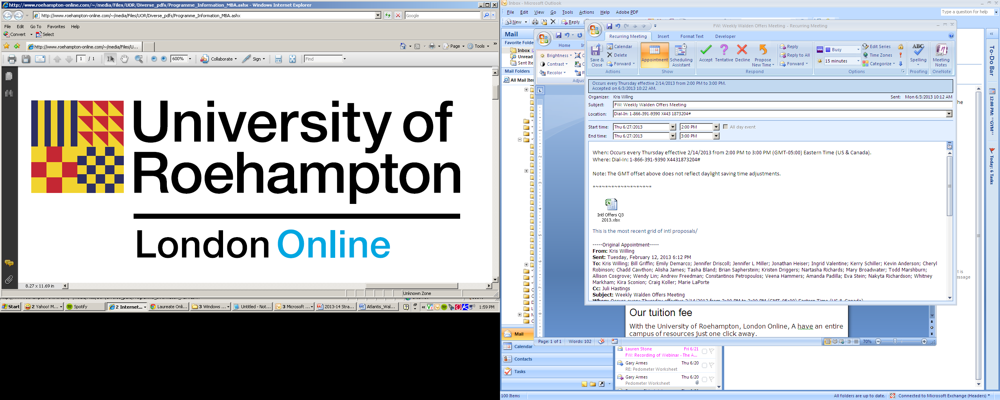 http://www.roehampton-online.com/~/media/Files/UOR/Diverse_pdfs/Programme_Information_MBA.ashx - Windows Internet Explorer
http://www.roehampton-online.com/~/media/Files/UOR/Diverse_pdfs/Programme_Information_MBA.ashx
Google
File Edit Go To Favorites Help
Convert Select
http://www.roehampton-online.com/~/media/Files/U...
Page Tools
1 / 1 600% Collaborate Sign Find
University of
Roehampton
London Online
8.27 x 11.69 in
Unknown Zone
Start 2 Yahoo! M... Spotify 2 Internet... Laureate Onli... 3 Windows ... Untitled - Not... 3 Microsoft ... 2013-14 Stra... Atlantis_Wal... 1:59 PM
Inbox - Microsoft Outlook
File Edit View Go Tools Actions Help Adobe PDF
Type a question for help
New Reply
Mail
Favorite Folde
Inbox
Unread
Sent Ite
Mail Folders
All Mail Iter
Home
Brightness
Contrast
Recolor
Adjus
FW: Weekly Walden Offers Meeting - Recurring Meeting
Recurring Meeting Insert Format Text Developer
Save & Close
Calendar
Delete
Forward
Actions
Appointment
Scheduling Assistant
Show
Accept Tentative Decline Propose New Time
Reply
Reply to All
Forward
Respond
Busy
15 minutes
Edit Series
Time Zones
Categorize
Options
ABC
Spelling
Proofing
Meeting Notes
OneNote
Occurs every Thursday effective 2/14/2013 from 2:00 PM to 3:00 PM.
Accepted on 6/3/2013 10:22 AM.
Organizer: Kris Willing Sent: Mon 6/3/2013 10:12 AM
Subject: FW: Weekly Walden Offers Meeting
Location: Dial-In: 1-866-391-9390 X443 1873204#
Start time: Thu 6/27/2013 2:00 PM All day event
End time: Thu 6/27/2013 3:00 PM
When: Occurs every Thursday effective 2/14/2013 from 2:00 PM to 3:00 PM (GMT-05:00) Eastern Time (US & Canada).
Where: Dial-In: 1-866-391-9390 X4431873204#
Note: The GMT offset above does not reflect daylight saving time adjustments.
*~*~*~*~*~*~*~*~*~*
Intl Offers Q3
2013.xlsx
This is the most recent grid of intl proposals/
-----Original Appointment-----
From: Kris Willing
Sent: Tuesday, February 12, 2013 6:12 PM
To: Kris Willing; Bill Griffin; Emily Demarco; Jennifer Driscoll; Jennifer L Miller; Jonathan Heiser; Ingrid Valentine; Kerry Schiller; Kevin Anderson; Cheryl
Robinson; Chadd Cawthon; Alisha James; Tasha Bland; Brian Sapherstein; Kristen Driggers; Nartasha Richards; Mary Broadwater; Todd Marshburn;
Allison Cosgrove; Wendy Lin; Andrew Freedman; Constantinos Petropoulos; Veena Hammers; Amanda Padilla; Eva Stein; Nakyta Richardson; Whitney
Markham; Kira Sconion; Craig Koller; Marie LaPorte
Cc: Juli Hastings
Subject: Weekly Walden Offers Meeting
When: Occurs every Thursday effective 2/14/2013 from 2:00 PM to 3:00 PM (GMT-05:00) Eastern Time (US & Canada).
Our tuition fee
With the University of Roehampton, London Online, A have an entire
campus of resources just one click away.
Page: 1 of 1 Words: 102 70%
Mail
Calendar
Contacts
Tasks
Lauren Stone Fri 6/21
FW: Recording of Webinar - The A...
Gary Armes Thu 6/20
RE: Pedometer Worksheet
Gary Armes Thu 6/20
Pedometer Worksheet
To-Do Bar
12:00 PM: **GYM**
Today: 6 Tasks
he
t is
essage
100 Items
All folders are up to date. Connected to Microsoft Exchange (Headers)